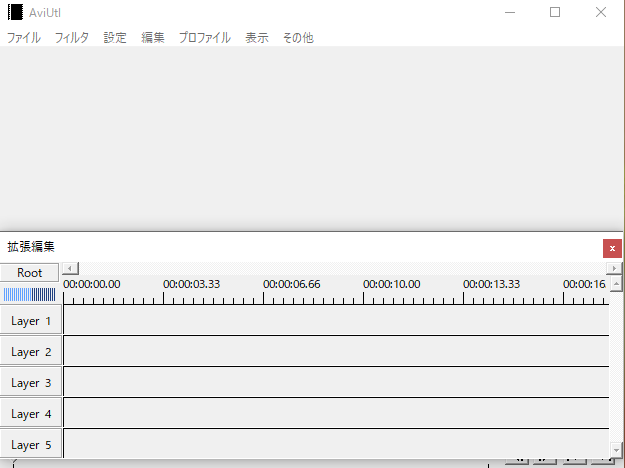 AviUtl
ファイル フィルタ 設定 編集 プロファイル 表示 その他
拡張編集
x
Root
00:00:00.00 00:00:03.33 00:00:06.66 00:00:10.00 00:00:13.33 00:00:16.
Layer 1
Layer 2
Layer 3
Layer 4
Layer 5